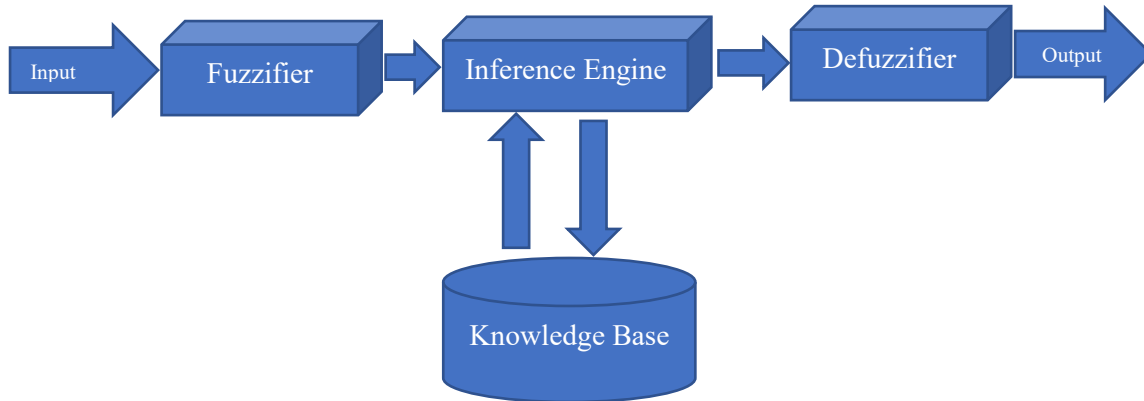 Input
Fuzzifier
Inference Engine
Defuzzifier
Output
Knowledge Base